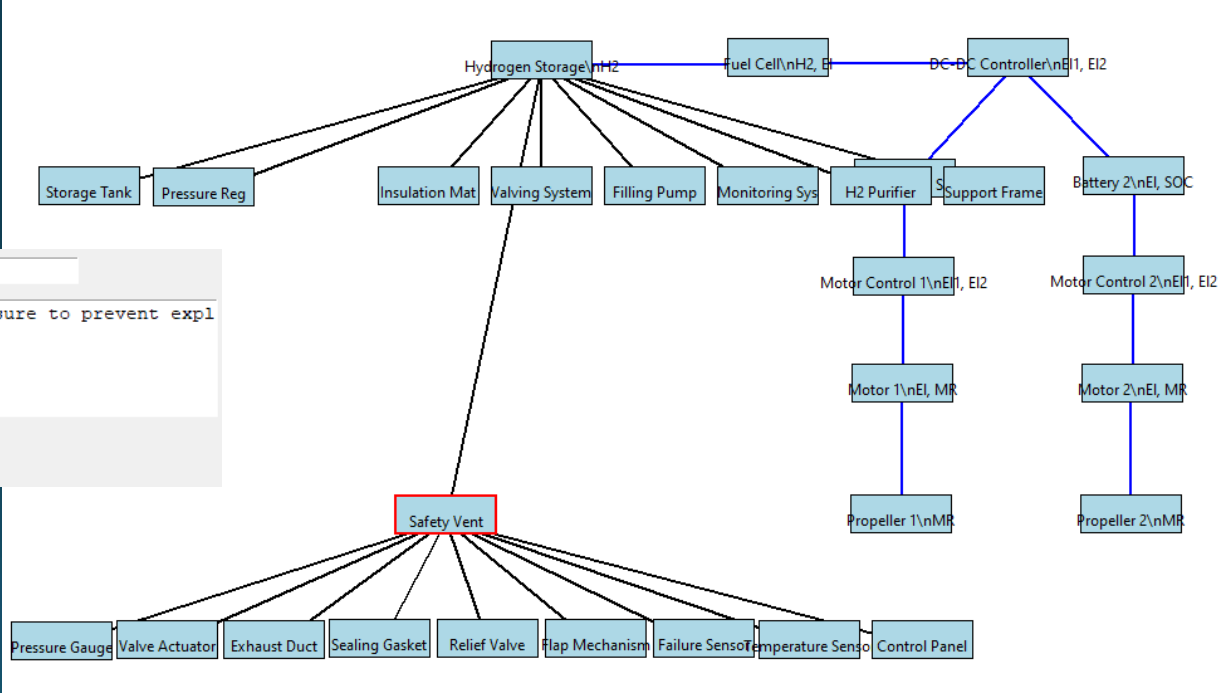 Hydrogen Storage\nH2
Fuel Cell\nH2, El
DC-DC Controller\nEl1, El2
Storage Tank
Pressure Reg
Insulation Mat
Valving System
Filling Pump
Monitoring Sys
H2 Purifier
S
Support Frame
Battery 2\nEl, SOC
Motor Control 1\nEl1, El2
Motor Control 2\nEl1, El2
sure to prevent expl
Motor 1\nEl, MR
Motor 2\nEl, MR
Safety Vent
Propeller 1\nMR
Propeller 2\nMR
Pressure Gauge
Valve Actuator
Exhaust Duct
Sealing Gasket
Relief Valve
Flap Mechanism
Failure Sensor
Temperature Senso
Control Panel